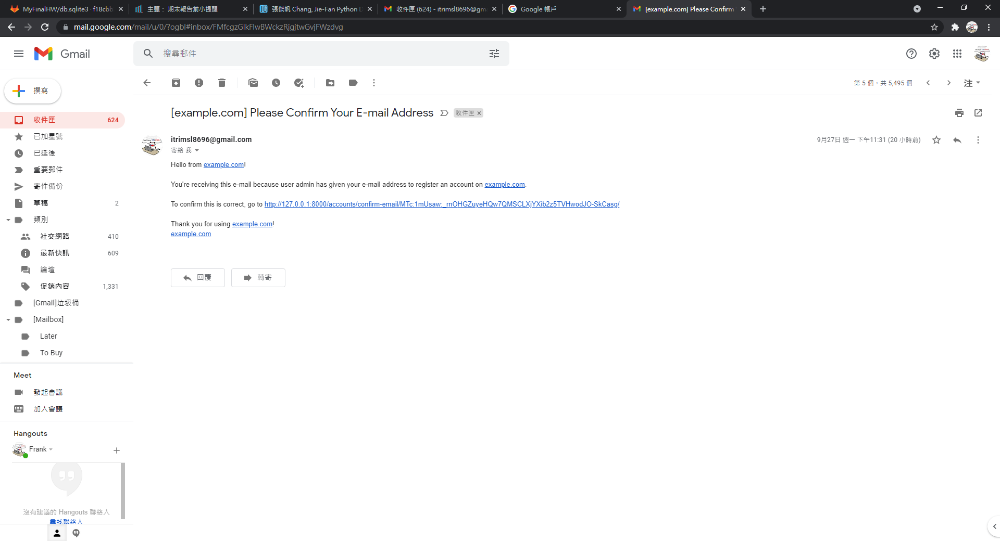 MyFinalHW/db.sqlite3 · f18cbb
主題： 期末報告前小提醒
張傑帆 Chang, Jie-Fan Python D
收件匣 (624) - itrimsl8696@gma
Google 帳戶
[example.com] Please Confirm
mail.google.com/mail/u/0/?ogbl#inbox/FMfcgzGlkFlwBWckzRjgjtwGvjFWzdvg
Gmail
搜尋郵件
撰寫
第 5 個，共 5,495 個
注
收件匣 624
已加星號
已延後
重要郵件
寄件備份
草稿 2
類別
社交網路 410
最新快訊 609
論壇
促銷內容 1,331
[Gmail]垃圾桶
[Mailbox]
Later
To Buy
Meet
發起會議
加入會議
Hangouts
Frank
沒有建議的 Hangouts 聯絡人
尋找聯絡人
[example.com] Please Confirm Your E-mail Address
收件匣 ×
itrimsl8696@gmail.com
9月27日 週一 下午11:31 (20 小時前)
寄給 我
Hello from example.com!
You're receiving this e-mail because user admin has given your e-mail address to register an account on example.com.
To confirm this is correct, go to http://127.0.0.1:8000/accounts/confirm-email/MTc:1mUsaw:_rnOHGZuyeHQw7QMSCLXjYXib2z5TVHwodJO-SkCasg/
Thank you for using example.com!
example.com
回覆
轉寄